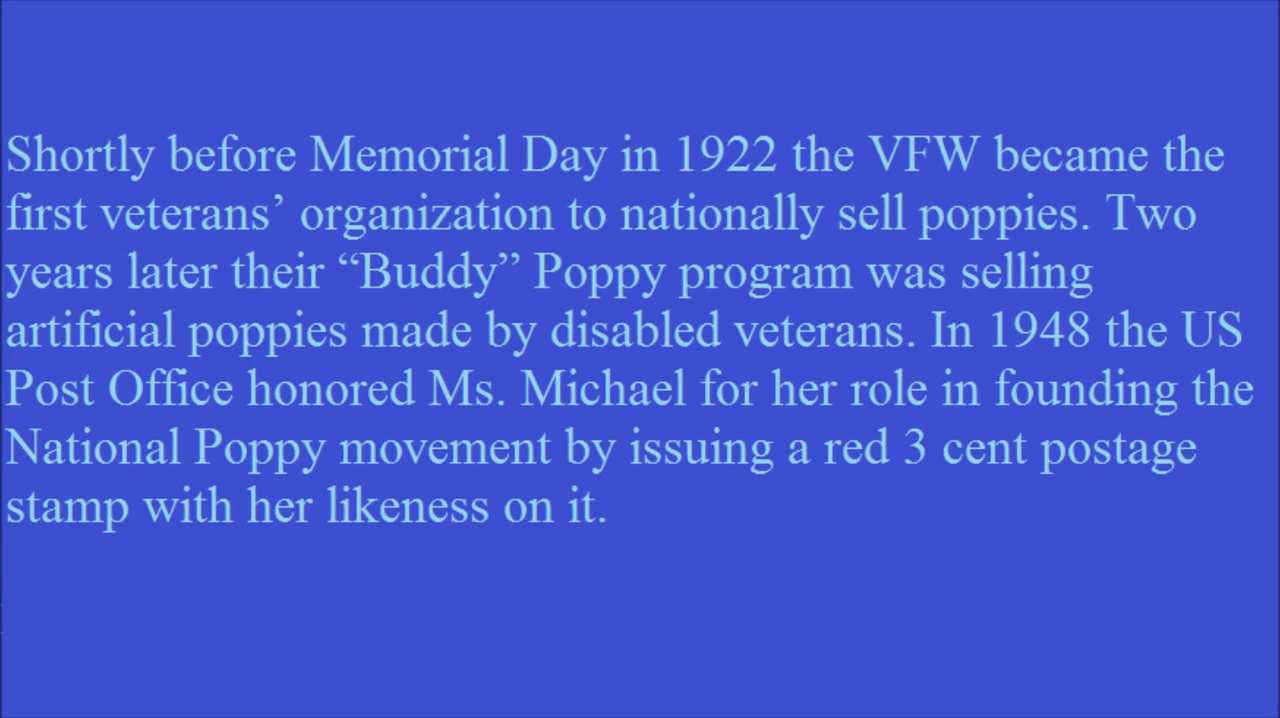 Shortly before Memorial Day in 1922 the VFW became the
first veterans’ organization to nationally sell poppies. Two
years later their “Buddy” Poppy program was selling
artificial poppies made by disabled veterans. In 1948 the US
Post Office honored Ms. Michael for her role in founding the
National Poppy movement by issuing a red 3 cent postage
stamp with her likeness on it.